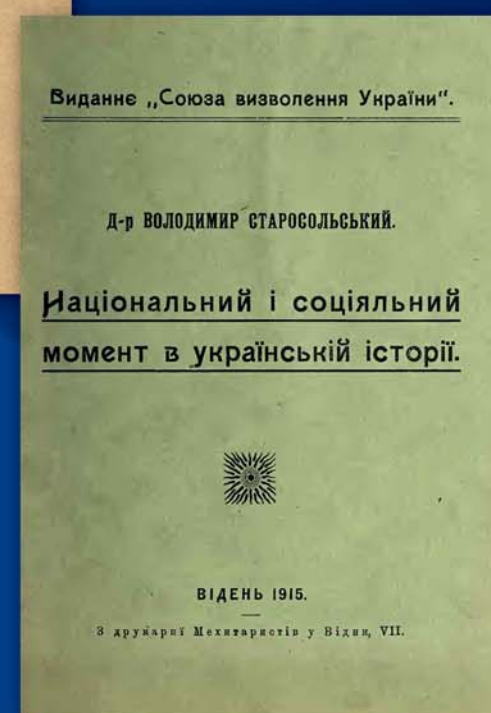 Виданнє „Союза визволення України“.
Д-р ВОЛОДИМИР СТАРОСОЛЬСЬКИЙ.
Національний і соціяльний
момент в українській історії.
ВІДЕНЬ 1915.
З друкарні Мехитаристів у Відни, VII.